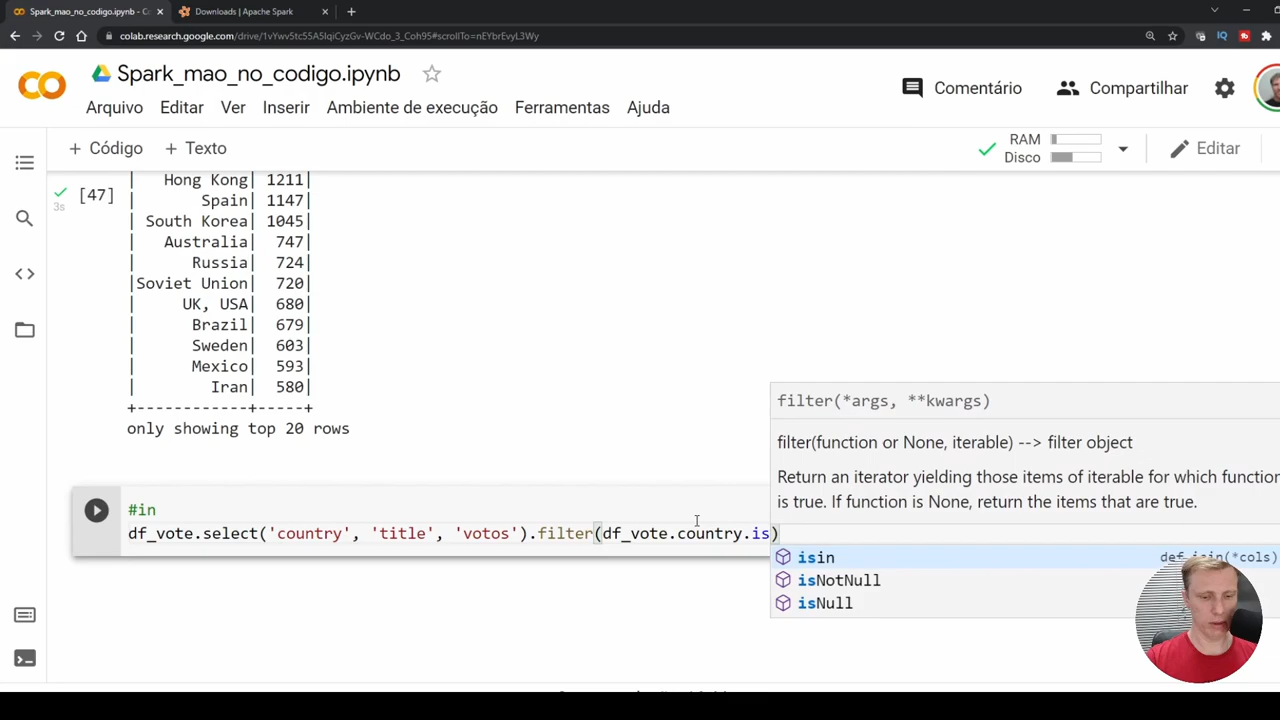 Spark_mao_no_codigo.ipynb - Col
Downloads | Apache Spark
colab.research.google.com/drive/1vYwv5tc55A5IqiCyzGv-WCdo_3_Coh95#scrollTo=nEYbrEvyL3Wy
Spark_mao_no_codigo.ipynb
Comentário
Compartilhar
Arquivo Editar Ver Inserir Ambiente de execução Ferramentas Ajuda
+ Código + Texto
RAM
Disco
Editar
[47]
3s
| Hong Kong| 1211|
| Spain| 1147|
| South Korea| 1045|
| Australia| 747|
| Russia| 724|
|Soviet Union| 720|
| UK, USA| 680|
| Brazil| 679|
| Sweden| 603|
| Mexico| 593|
| Iran| 580|
+------------+-----+
only showing top 20 rows
filter(*args, **kwargs)
filter(function or None, iterable) --> filter object
Return an iterator yielding those items of iterable for which function
is true. If function is None, return the items that are true.
#in
df_vote.select('country', 'title', 'votos').filter(df_vote.country.is)
isin def isin(*cols)
isNotNull
isNull